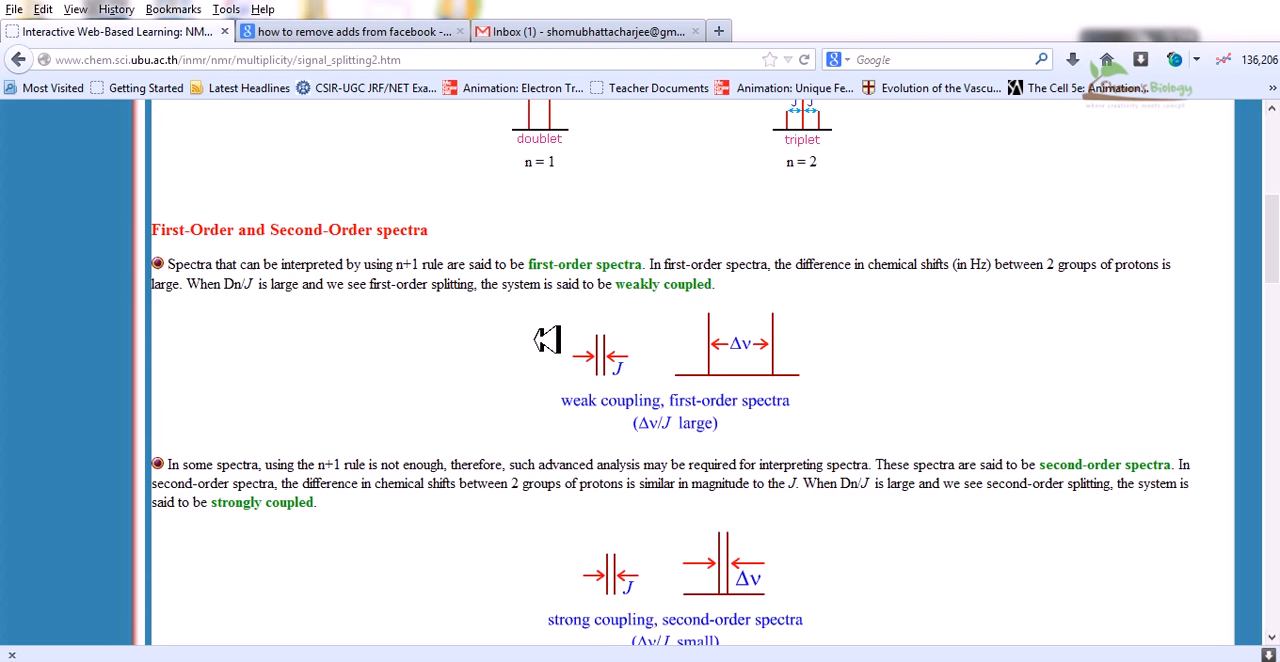 File Edit View History Bookmarks Tools Help
Interactive Web-Based Learning: NM... × how to remove adds from facebook -... × Inbox (1) - shomubhattacharjee@gm... × +
www.chem.sci.ubu.ac.th/inmr/nmr/multiplicity/signal_splitting2.htm Google 136,206
Most Visited Getting Started Latest Headlines CSIR-UGC JRF/NET Exa... Animation: Electron Tr... Teacher Documents Animation: Unique Fe... Evolution of the Vascu... The Cell 5e: Animation... »
Biology
J J
doublet triplet
n = 1 n = 2
First-Order and Second-Order spectra
Spectra that can be interpreted by using n+1 rule are said to be first-order spectra. In first-order spectra, the difference in chemical shifts (in Hz) between 2 groups of protons is
large. When Dn/J is large and we see first-order splitting, the system is said to be weakly coupled.
J Δν
weak coupling, first-order spectra
(Δν/J large)
In some spectra, using the n+1 rule is not enough, therefore, such advanced analysis may be required for interpreting spectra. These spectra are said to be second-order spectra. In
second-order spectra, the difference in chemical shifts between 2 groups of protons is similar in magnitude to the J. When Dn/J is large and we see second-order splitting, the system is
said to be strongly coupled.
J Δν
strong coupling, second-order spectra
(Δν/J small)